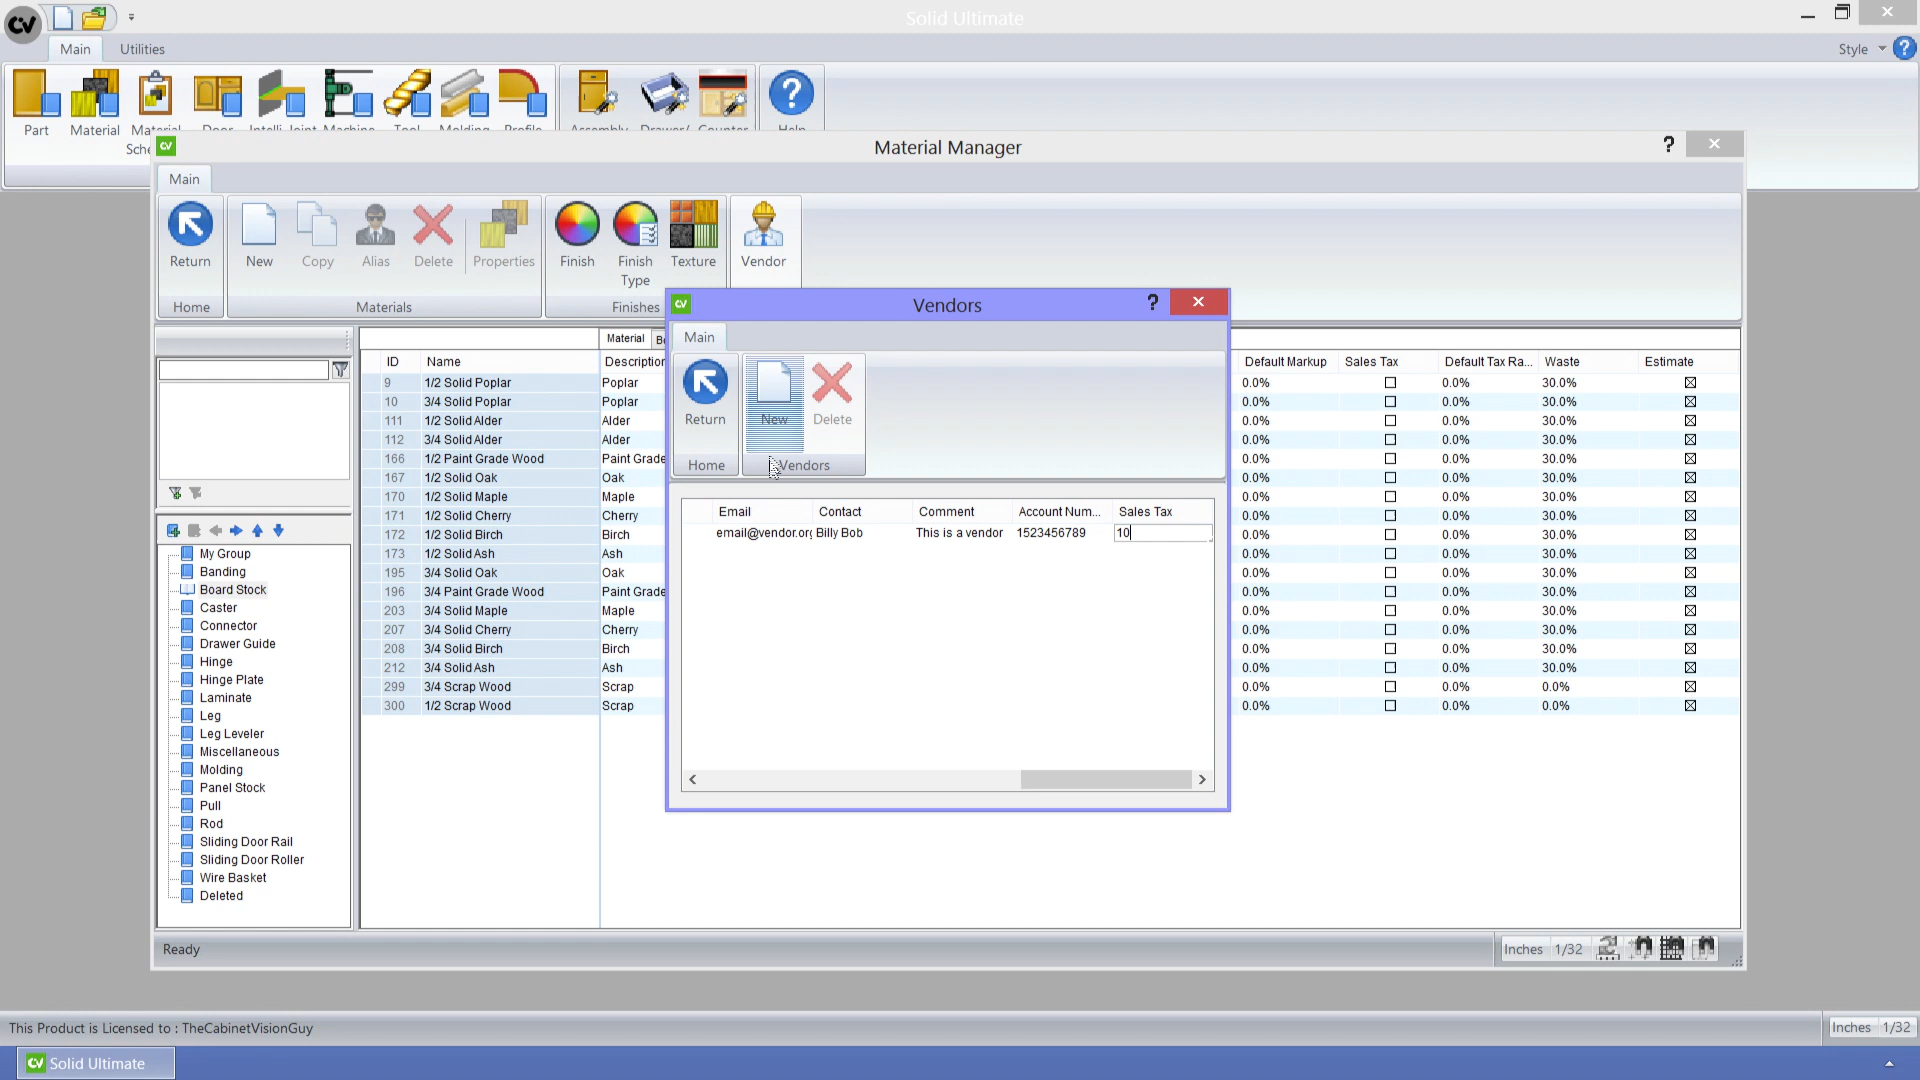 CV
Solid Ultimate
Main
Utilities
Style
?
Part
Material
Material
Door
Intelli Joint
Machine
Tool
Molding
Profile
Assembly
Drawer/
Counter
Help
Sche
CV
Material Manager
?
Main
Return
New
Copy
Alias
Delete
Properties
Finish
Finish
Type
Texture
Vendor
Home
Materials
Finishes
CV
Vendors
?
Main
Return
New
Delete
Home
Vendors
Email Contact Comment Account Num... Sales Tax
email@vendor.org Billy Bob This is a vendor 1523456789 10
Material
ID Name Description Default Markup Sales Tax Default Tax Ra... Waste Estimate
9 1/2 Solid Poplar Poplar 0.0% 0.0% 30.0%
10 3/4 Solid Poplar Poplar 0.0% 0.0% 30.0%
111 1/2 Solid Alder Alder 0.0% 0.0% 30.0%
112 3/4 Solid Alder Alder 0.0% 0.0% 30.0%
166 1/2 Paint Grade Wood Paint Grade 0.0% 0.0% 30.0%
167 1/2 Solid Oak Oak 0.0% 0.0% 30.0%
170 1/2 Solid Maple Maple 0.0% 0.0% 30.0%
171 1/2 Solid Cherry Cherry 0.0% 0.0% 30.0%
172 1/2 Solid Birch Birch 0.0% 0.0% 30.0%
173 1/2 Solid Ash Ash 0.0% 0.0% 30.0%
195 3/4 Solid Oak Oak 0.0% 0.0% 30.0%
196 3/4 Paint Grade Wood Paint Grade 0.0% 0.0% 30.0%
203 3/4 Solid Maple Maple 0.0% 0.0% 30.0%
207 3/4 Solid Cherry Cherry 0.0% 0.0% 30.0%
208 3/4 Solid Birch Birch 0.0% 0.0% 30.0%
212 3/4 Solid Ash Ash 0.0% 0.0% 30.0%
299 3/4 Scrap Wood Scrap 0.0% 0.0% 0.0%
300 1/2 Scrap Wood Scrap 0.0% 0.0% 0.0%
My Group
Banding
Board Stock
Caster
Connector
Drawer Guide
Hinge
Hinge Plate
Laminate
Leg
Leg Leveler
Miscellaneous
Molding
Panel Stock
Pull
Rod
Sliding Door Rail
Sliding Door Roller
Wire Basket
Deleted
Ready
Inches 1/32
This Product is Licensed to : TheCabinetVisionGuy
Inches 1/32
CV Solid Ultimate